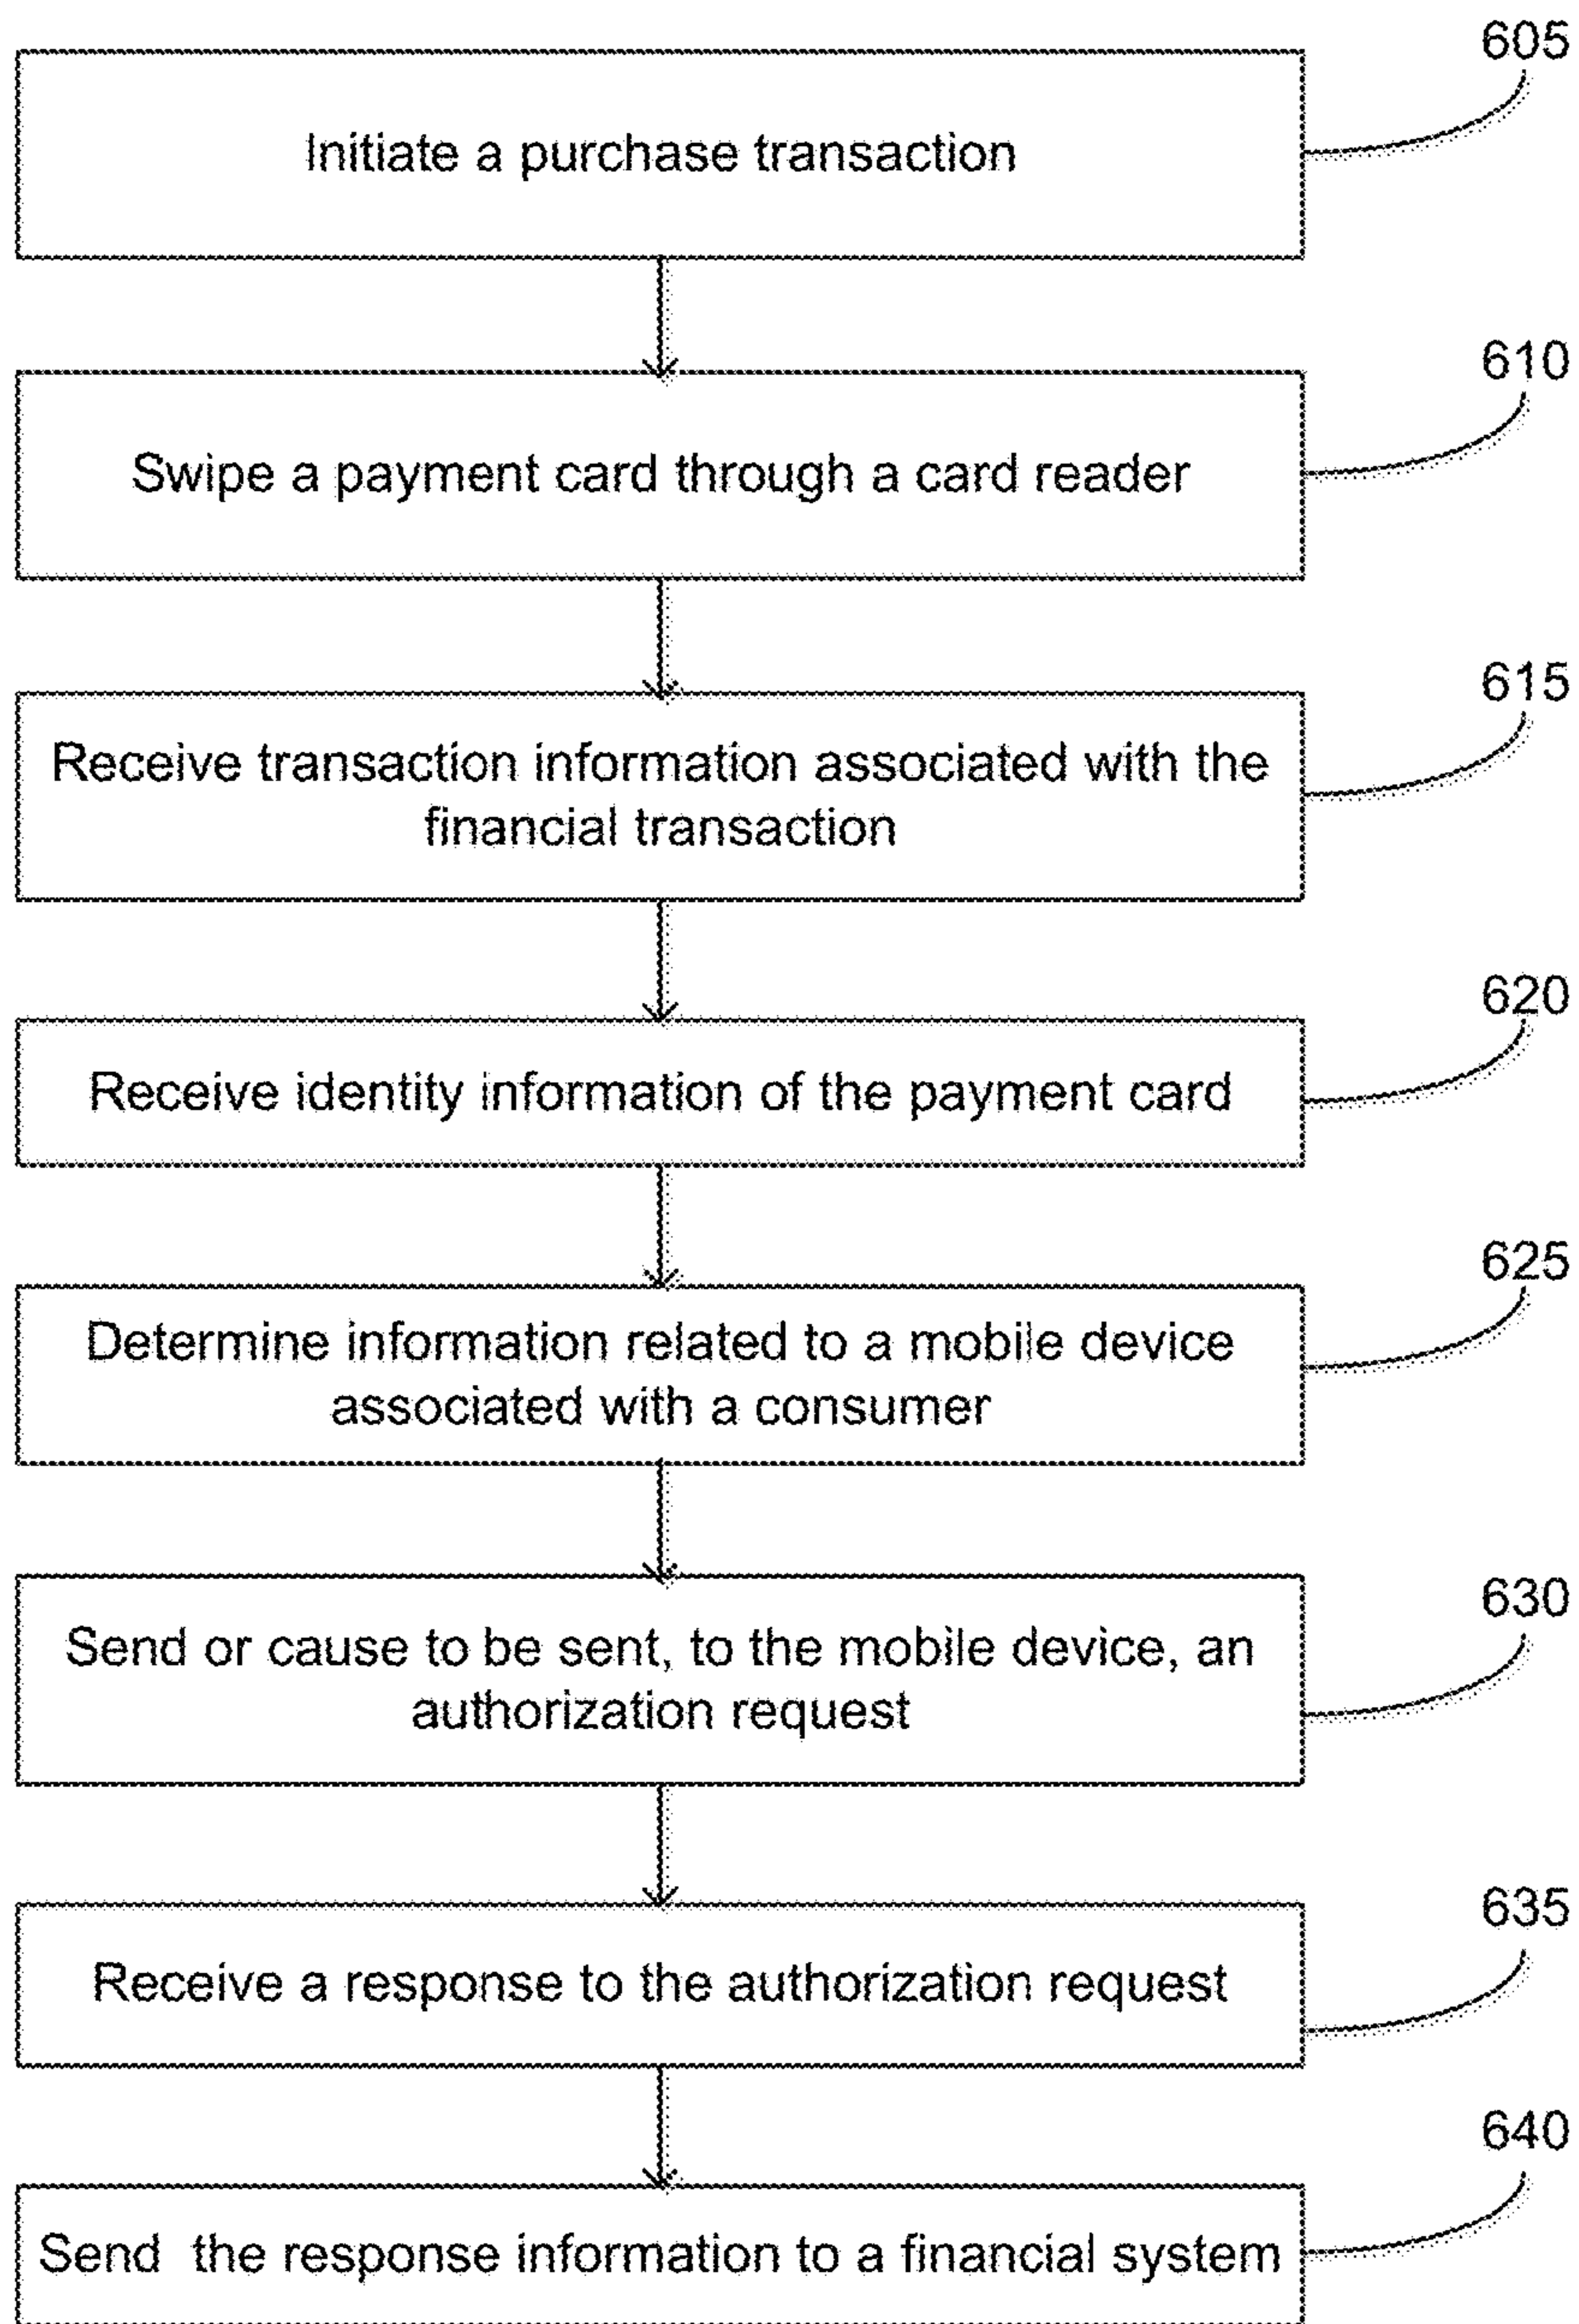 605
Initiate a purchase transaction
610
Swipe a payment card through a card reader
615
Receive transaction information associated with the
financial transaction
620
Receive identity information of the payment card
625
Determine information related to a mobile device
associated with a consumer
630
Send or cause to be sent, to the mobile device, an
authorization request
635
Receive a response to the authorization request
640
Send the response information to a financial system